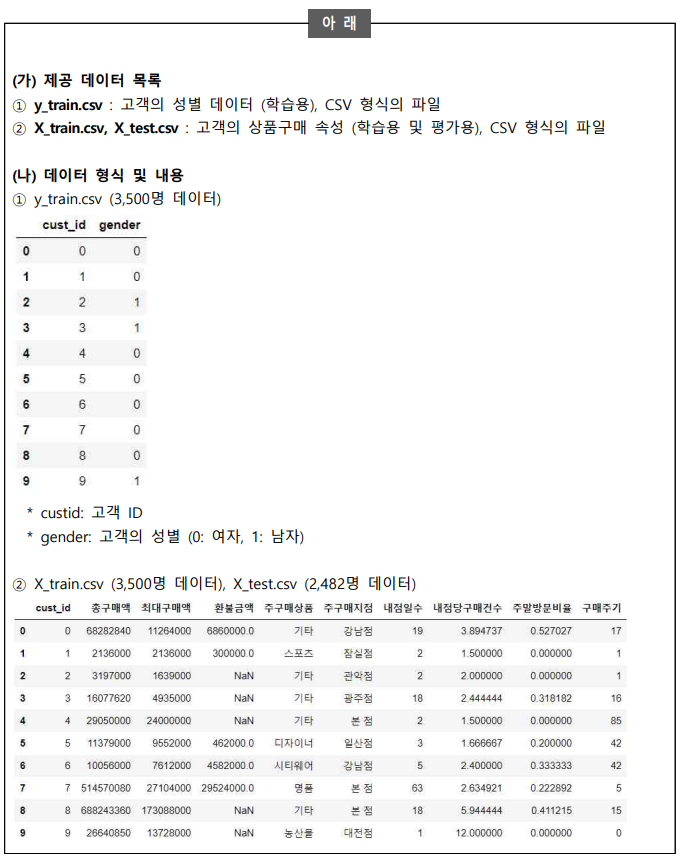 아 래
(가) 제공 데이터 목록
① y_train.csv : 고객의 성별 데이터 (학습용), CSV 형식의 파일
② X_train.csv, X_test.csv : 고객의 상품구매 속성 (학습용 및 평가용), CSV 형식의 파일
(나) 데이터 형식 및 내용
① y_train.csv (3,500명 데이터)
cust_id gender
0 0 0
1 1 0
2 2 1
3 3 1
4 4 0
5 5 0
6 6 0
7 7 0
8 8 0
9 9 1
* custid: 고객 ID
* gender: 고객의 성별 (0: 여자, 1: 남자)
② X_train.csv (3,500명 데이터), X_test.csv (2,482명 데이터)
cust_id 총구매액 최대구매액 환불금액 주구매상품 주구매지점 내점일수 내점당구매건수 주말방문비율 구매주기
0 0 68282840 11264000 6860000.0 기타 강남점 19 3.894737 0.527027 17
1 1 2136000 2136000 300000.0 스포츠 잠실점 2 1.500000 0.000000 1
2 2 3197000 1639000 NaN 기타 관악점 2 2.000000 0.000000 1
3 3 16077620 4935000 NaN 기타 광주점 18 2.444444 0.318182 16
4 4 29050000 24000000 NaN 기타 본 점 2 1.500000 0.000000 85
5 5 11379000 9552000 462000.0 디자이너 일산점 3 1.666667 0.200000 42
6 6 10056000 7612000 4582000.0 시티웨어 강남점 5 2.400000 0.333333 42
7 7 514570080 27104000 29524000.0 명품 본 점 63 2.634921 0.222892 5
8 8 688243360 173088000 NaN 기타 본 점 18 5.944444 0.411215 15
9 9 26640850 13728000 NaN 농산물 대전점 1 12.000000 0.000000 0